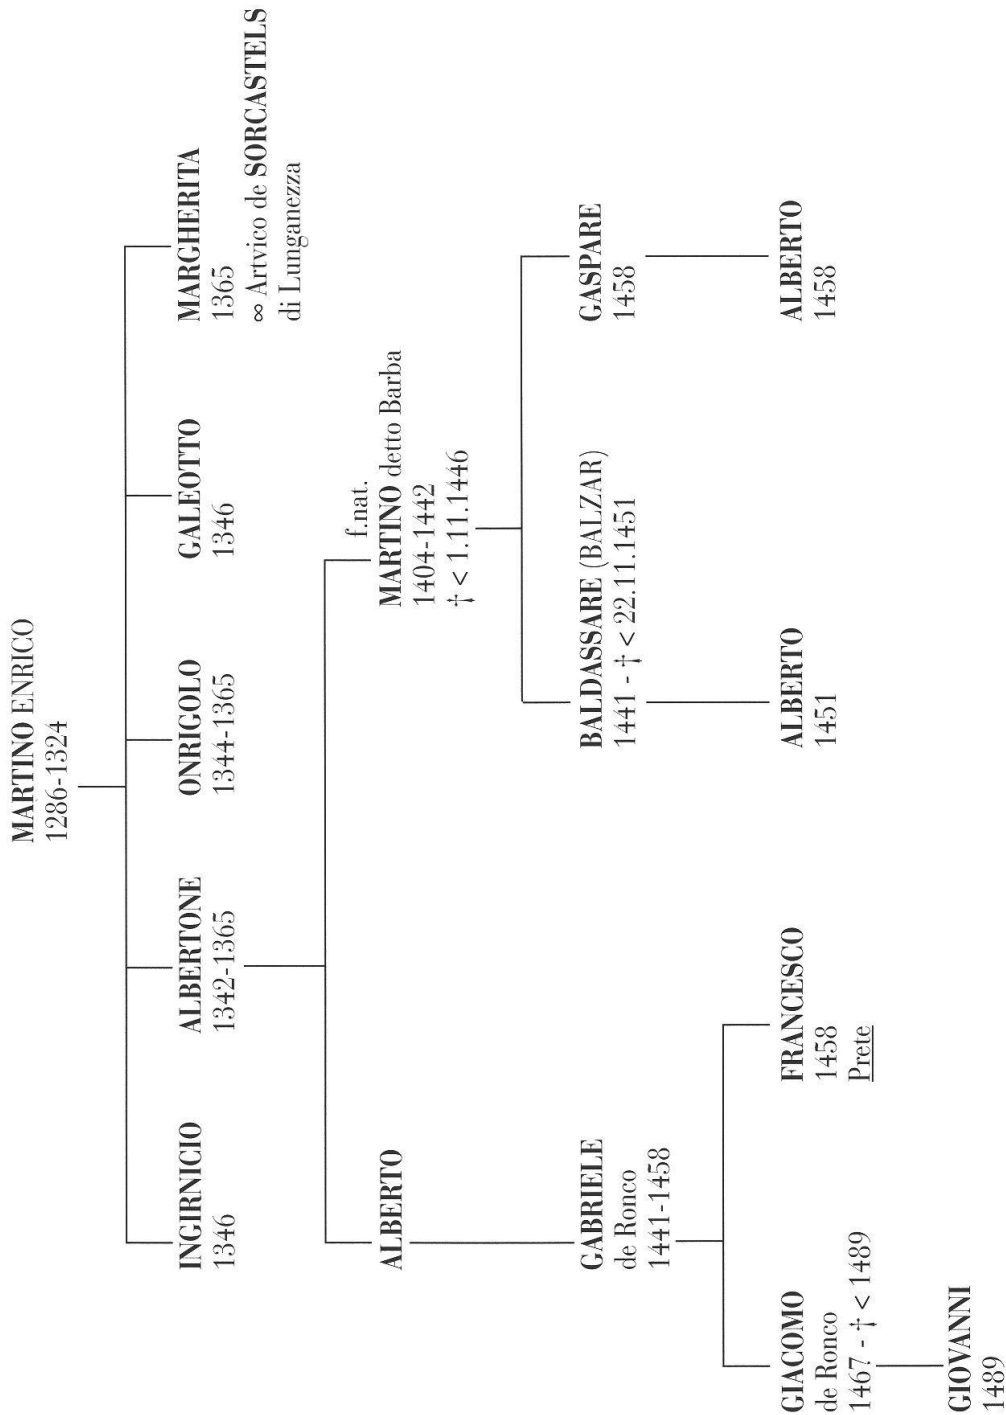 MARTINO ENRICO
1286-1324
INGIRNICIO
1346
ALBERTONE
1342-1365
ONRIGOLO
1344-1365
GALEOTTO
1346
MARGHERITA
1365
∞ Artvico de SORCASTELS
di Lunganezza
ALBERTO
f.nat.
MARTINO detto Barba
1404-1442
† < 1.11.1446
GABRIELE
de Ronco
1441-1458
BALDASSARE (BALZAR)
1441 - † < 22.11.1451
GASPARE
1458
GIACOMO
de Ronco
1467 - † < 1489
FRANCESCO
1458
Prete
ALBERTO
1451
ALBERTO
1458
GIOVANNI
1489